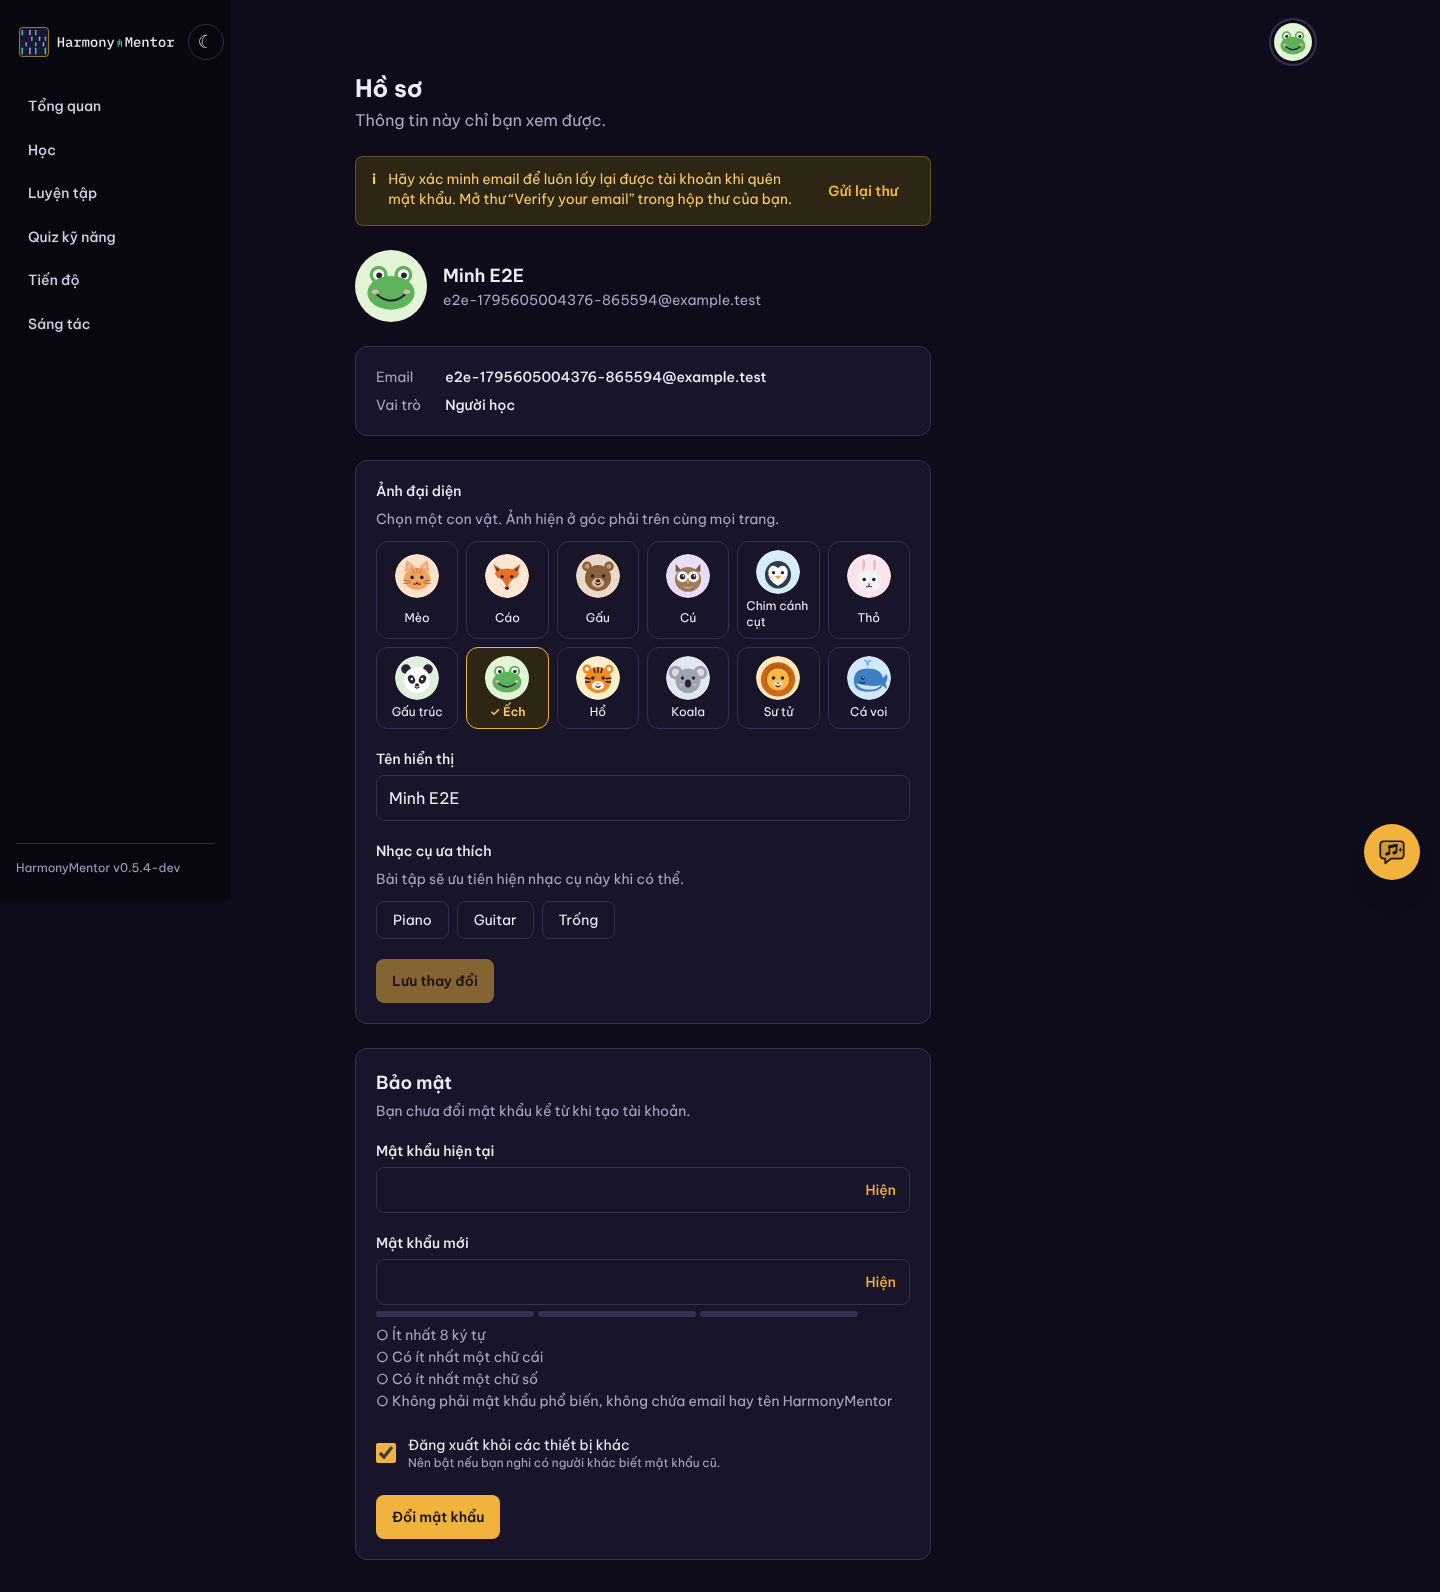 Harmony Mentor
Tổng quan
Học
Luyện tập
Quiz kỹ năng
Tiến độ
Sáng tác
HarmonyMentor v0.5.4-dev
Hồ sơ
Thông tin này chỉ bạn xem được.
Hãy xác minh email để luôn lấy lại được tài khoản khi quên
mật khẩu. Mở thư “Verify your email” trong hộp thư của bạn.
Gửi lại thư
Minh E2E
e2e-1795605004376-865594@example.test
Email e2e-1795605004376-865594@example.test
Vai trò Người học
Ảnh đại diện
Chọn một con vật. Ảnh hiện ở góc phải trên cùng mọi trang.
Mèo
Cáo
Gấu
Cú
Chim cánh
cụt
Thỏ
Gấu trúc
✓ Ếch
Hổ
Koala
Sư tử
Cá voi
Tên hiển thị
Minh E2E
Nhạc cụ ưa thích
Bài tập sẽ ưu tiên hiện nhạc cụ này khi có thể.
Piano
Guitar
Trống
Lưu thay đổi
Bảo mật
Bạn chưa đổi mật khẩu kể từ khi tạo tài khoản.
Mật khẩu hiện tại
Hiện
Mật khẩu mới
Hiện
○ Ít nhất 8 ký tự
○ Có ít nhất một chữ cái
○ Có ít nhất một chữ số
○ Không phải mật khẩu phổ biến, không chứa email hay tên HarmonyMentor
Đăng xuất khỏi các thiết bị khác
Nên bật nếu bạn nghi có người khác biết mật khẩu cũ.
Đổi mật khẩu